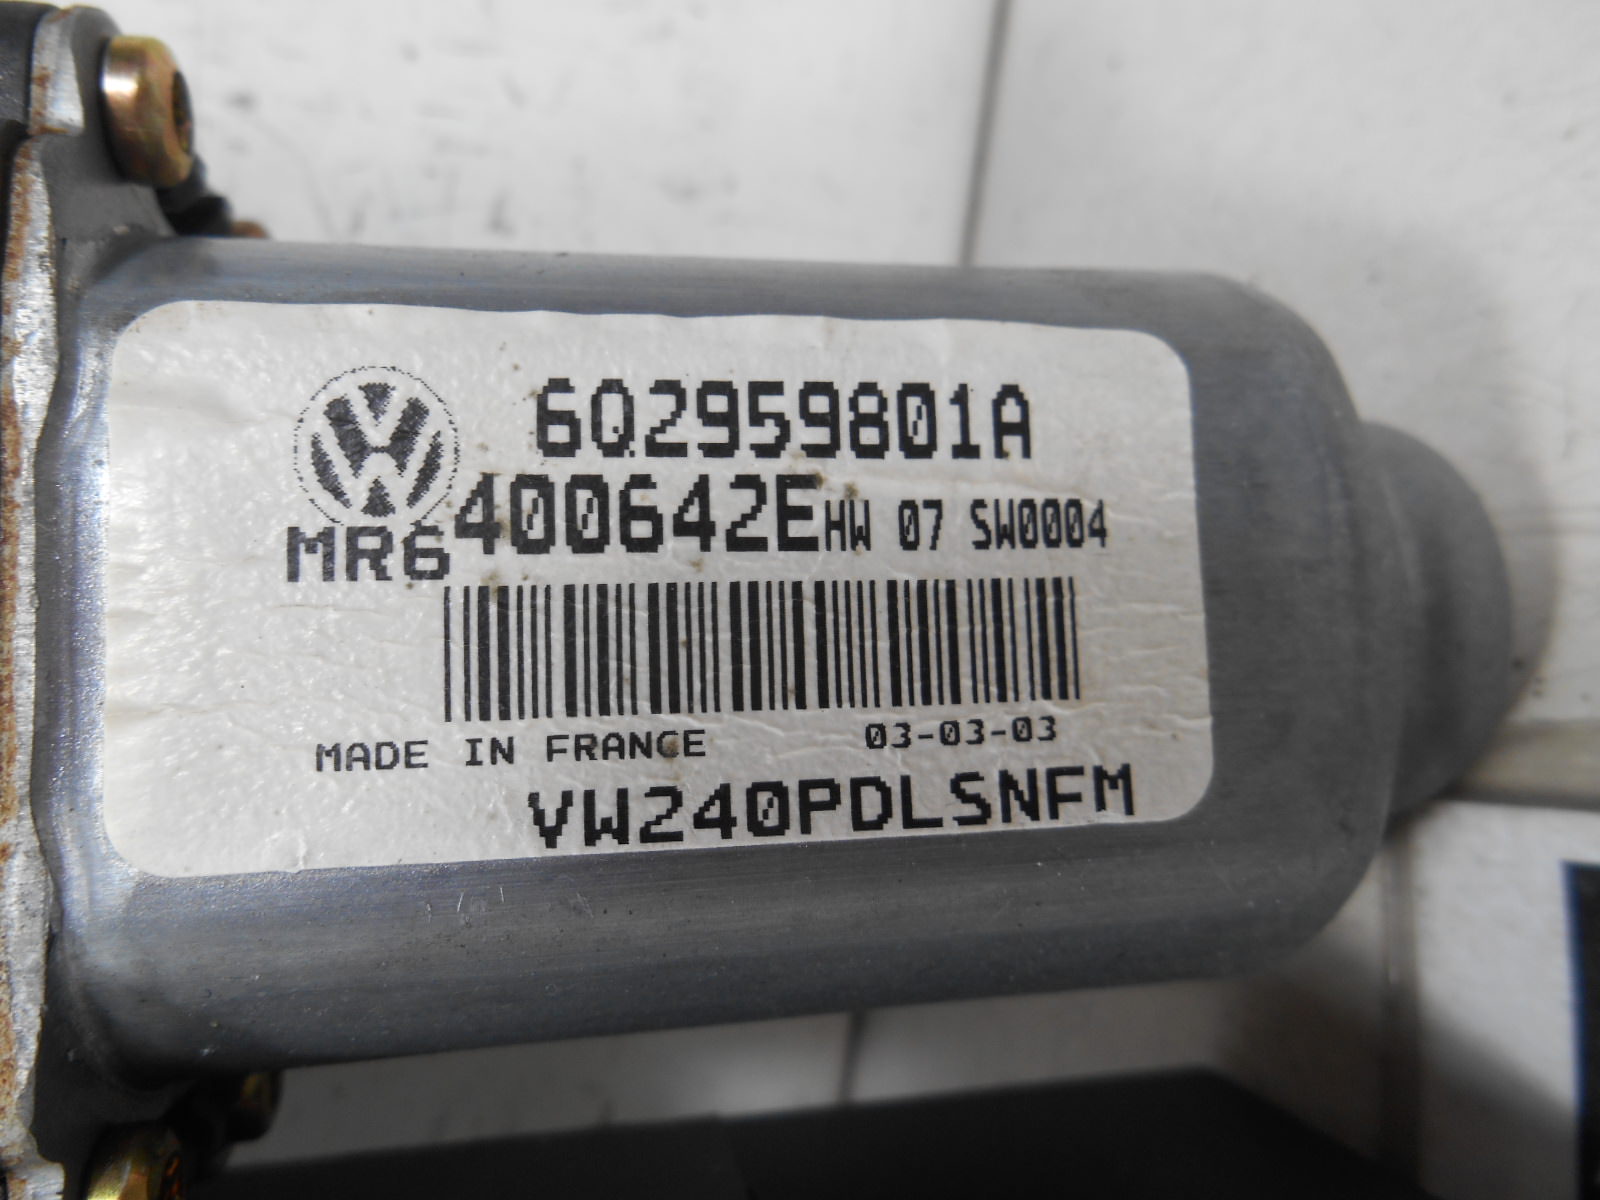 6Q2959801A
400642E HW 07 SW0004
MR6
MADE IN FRANCE 03-03-03
VW240PDLSNFM